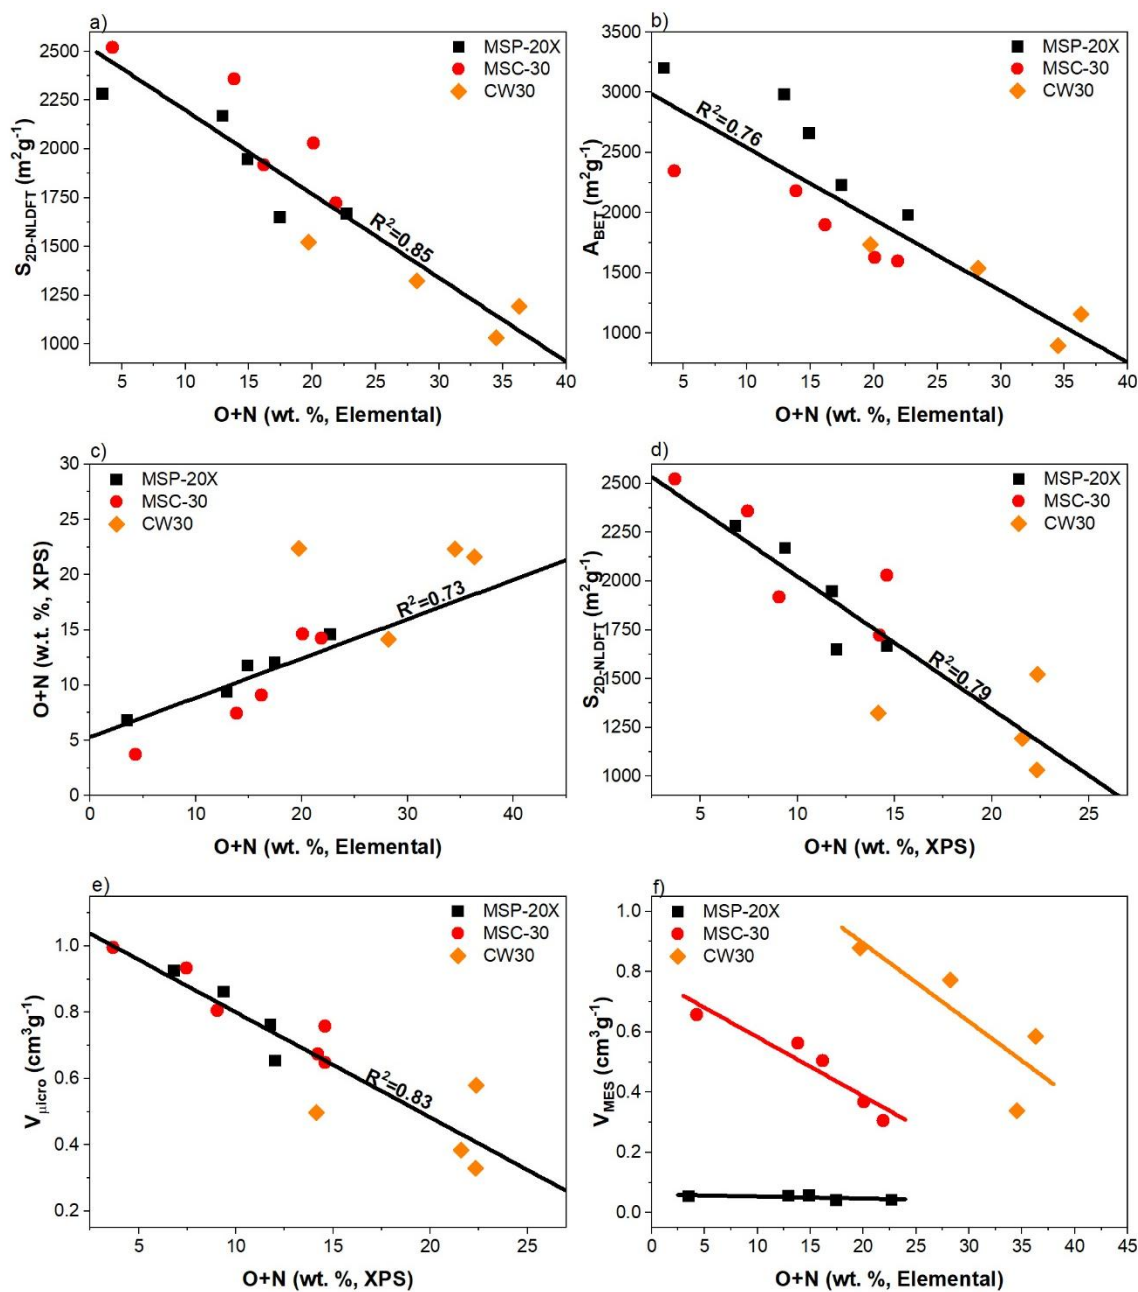 a)
2500
2250
2000
1750
1500
1250
1000
S2D-NLDFT (m2g-1)
MSP-20X
MSC-30
CW30
R2=0.85
5 10 15 20 25 30 35 40
O+N (wt. %, Elemental)
b)
3500
3000
2500
2000
1500
1000
ABET (m2g-1)
MSP-20X
MSC-30
CW30
R2=0.76
5 10 15 20 25 30 35 40
O+N (wt. %, Elemental)
c)
30
25
20
15
10
5
0
O+N (w.t. %, XPS)
MSP-20X
MSC-30
CW30
R2=0.73
0 10 20 30 40
O+N (wt. %, Elemental)
d)
2500
2250
2000
1750
1500
1250
1000
S2D-NLDFT (m2g-1)
MSP-20X
MSC-30
CW30
R2=0.79
5 10 15 20 25
O+N (wt. %, XPS)
e)
1.0
0.8
0.6
0.4
0.2
Vμicro (cm3g-1)
MSP-20X
MSC-30
CW30
R2=0.83
5 10 15 20 25
O+N (wt. %, XPS)
f)
1.0
0.8
0.6
0.4
0.2
0.0
VMES (cm3g-1)
MSP-20X
MSC-30
CW30
0 5 10 15 20 25 30 35 40 45
O+N (wt. %, Elemental)